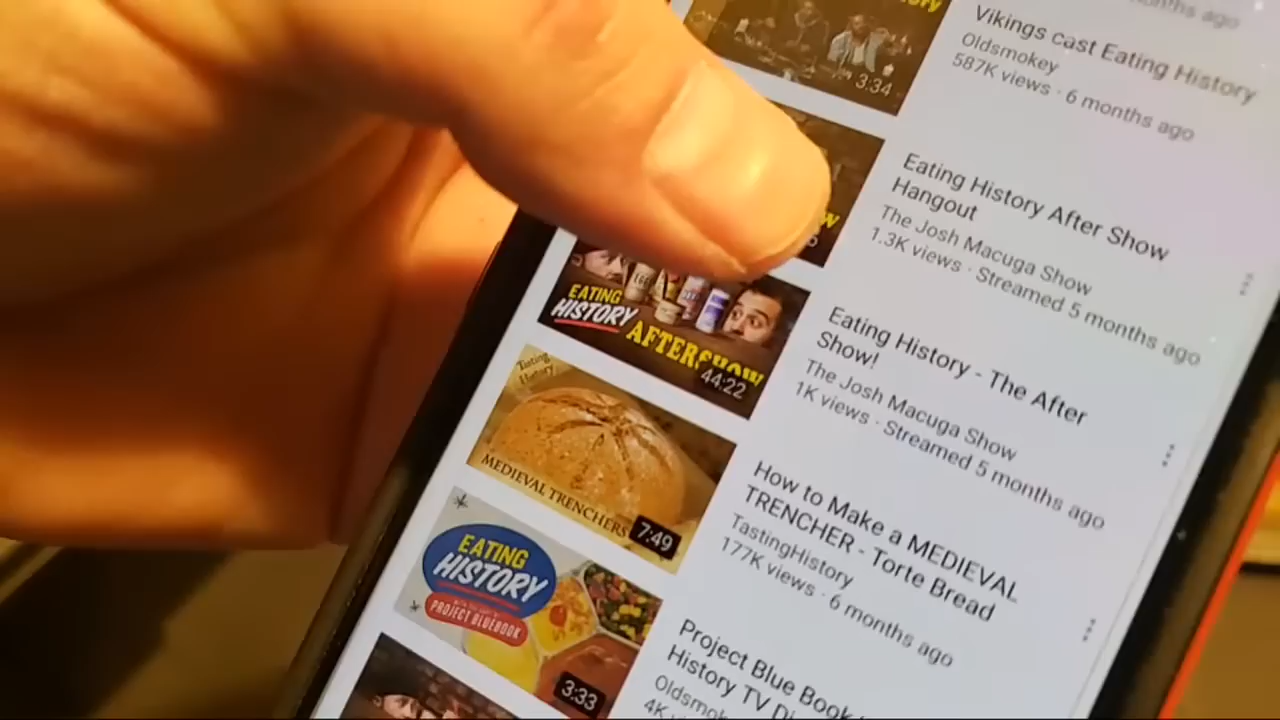 months ago
3:34
Vikings cast Eating History
Oldsmokey
587K views · 6 months ago
Eating History After Show
Hangout
The Josh Macuga Show
1.3K views · Streamed 5 months ago
EATING
HISTORY
AFTERSHOW
44:22
Eating History - The After
Show!
The Josh Macuga Show
1K views · Streamed 5 months ago
Tasting
History
MEDIEVAL TRENCHERS
7:49
How to Make a MEDIEVAL
TRENCHER - Torte Bread
TastingHistory
177K views · 6 months ago
EATING
HISTORY
PROJECT BLUEBOOK
3:33
Project Blue Book
History TV